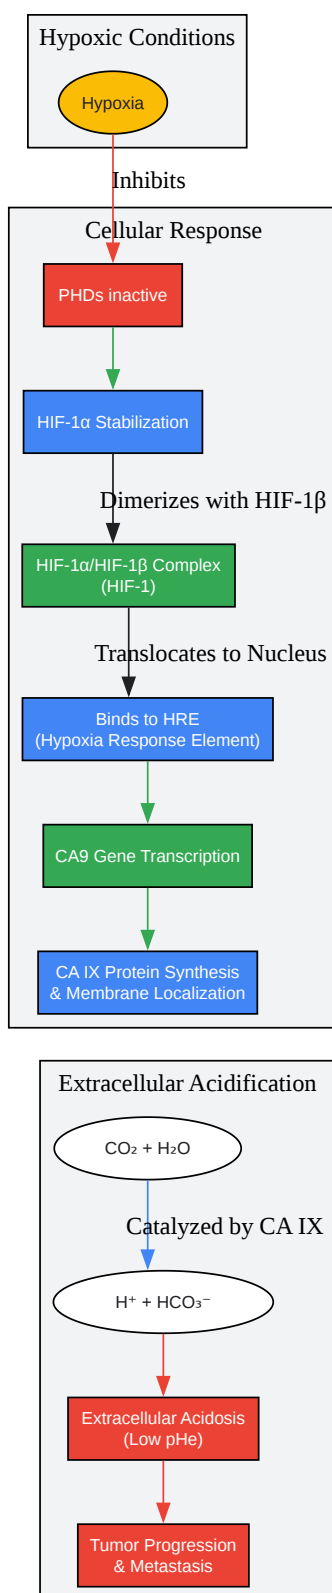 Hypoxic Conditions
Hypoxia
Inhibits
Cellular Response
PHDs inactive
HIF-1α Stabilization
Dimerizes with HIF-1β
HIF-1α/HIF-1β Complex
(HIF-1)
Translocates to Nucleus
Binds to HRE
(Hypoxia Response Element)
CA9 Gene Transcription
CA IX Protein Synthesis
& Membrane Localization
Extracellular Acidification
CO₂ + H₂O
Catalyzed by CA IX
H⁺ + HCO₃⁻
Extracellular Acidosis
(Low pHe)
Tumor Progression
& Metastasis